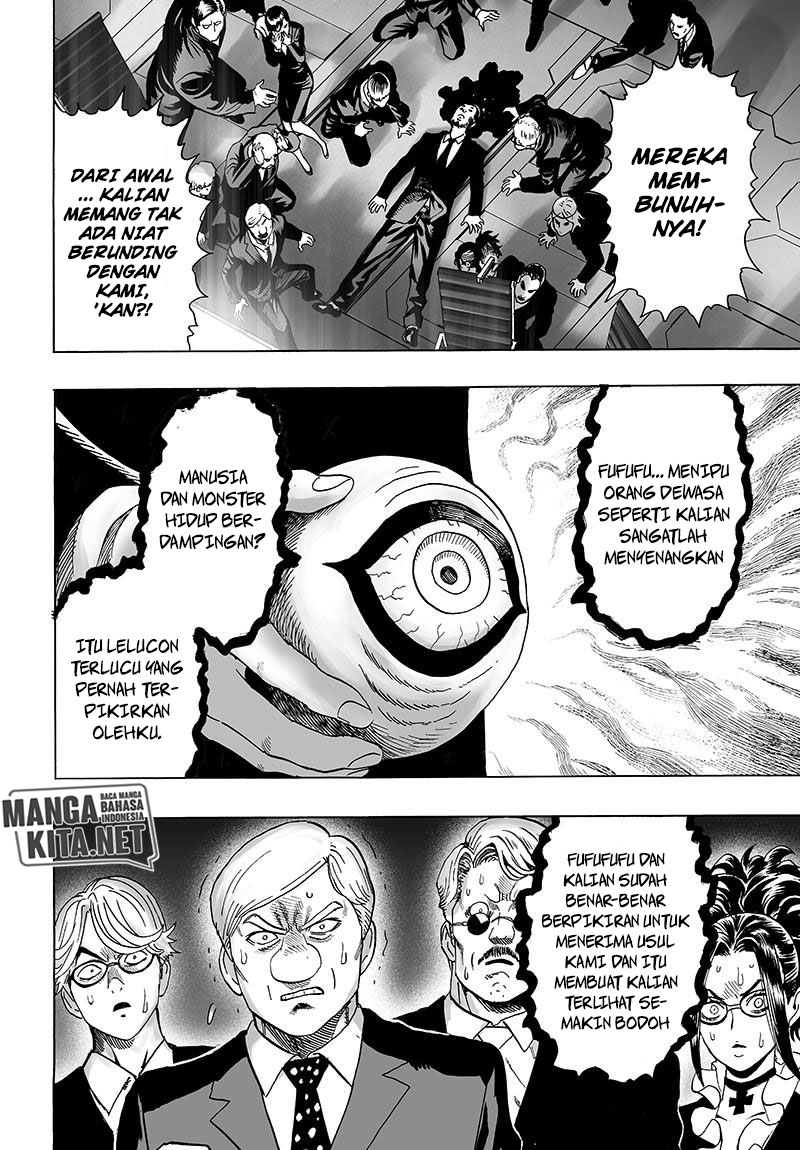 MEREKA
MEM-
BUNUH-
NYA!
DARI AWAL
... KALIAN
MEMANG TAK
ADA NIAT
BERUNDING
DENGAN
KAMI,
'KAN?!
FUFUFU... MENIPU
ORANG DEWASA
SEPERTI KALIAN
SANGATLAH
MENYENANGKAN
MANUSIA
DAN MONSTER
HIDUP BER-
DAMPINGAN?
ITU LELUCON
TERLUCU YANG
PERNAH TER-
PIKIRKAN
OLEHKU.
MANGA
KITA.NET
BACA MANGA
BAHASA
INDONESIA
FUFUFUFU DAN
KALIAN SUDAH
BENAR-BENAR
BERPIKIRAN UNTUK
MENERIMA USUL
KAMI DAN ITU
MEMBUAT KALIAN
TERLIHAT SE-
MAKIN BODOH